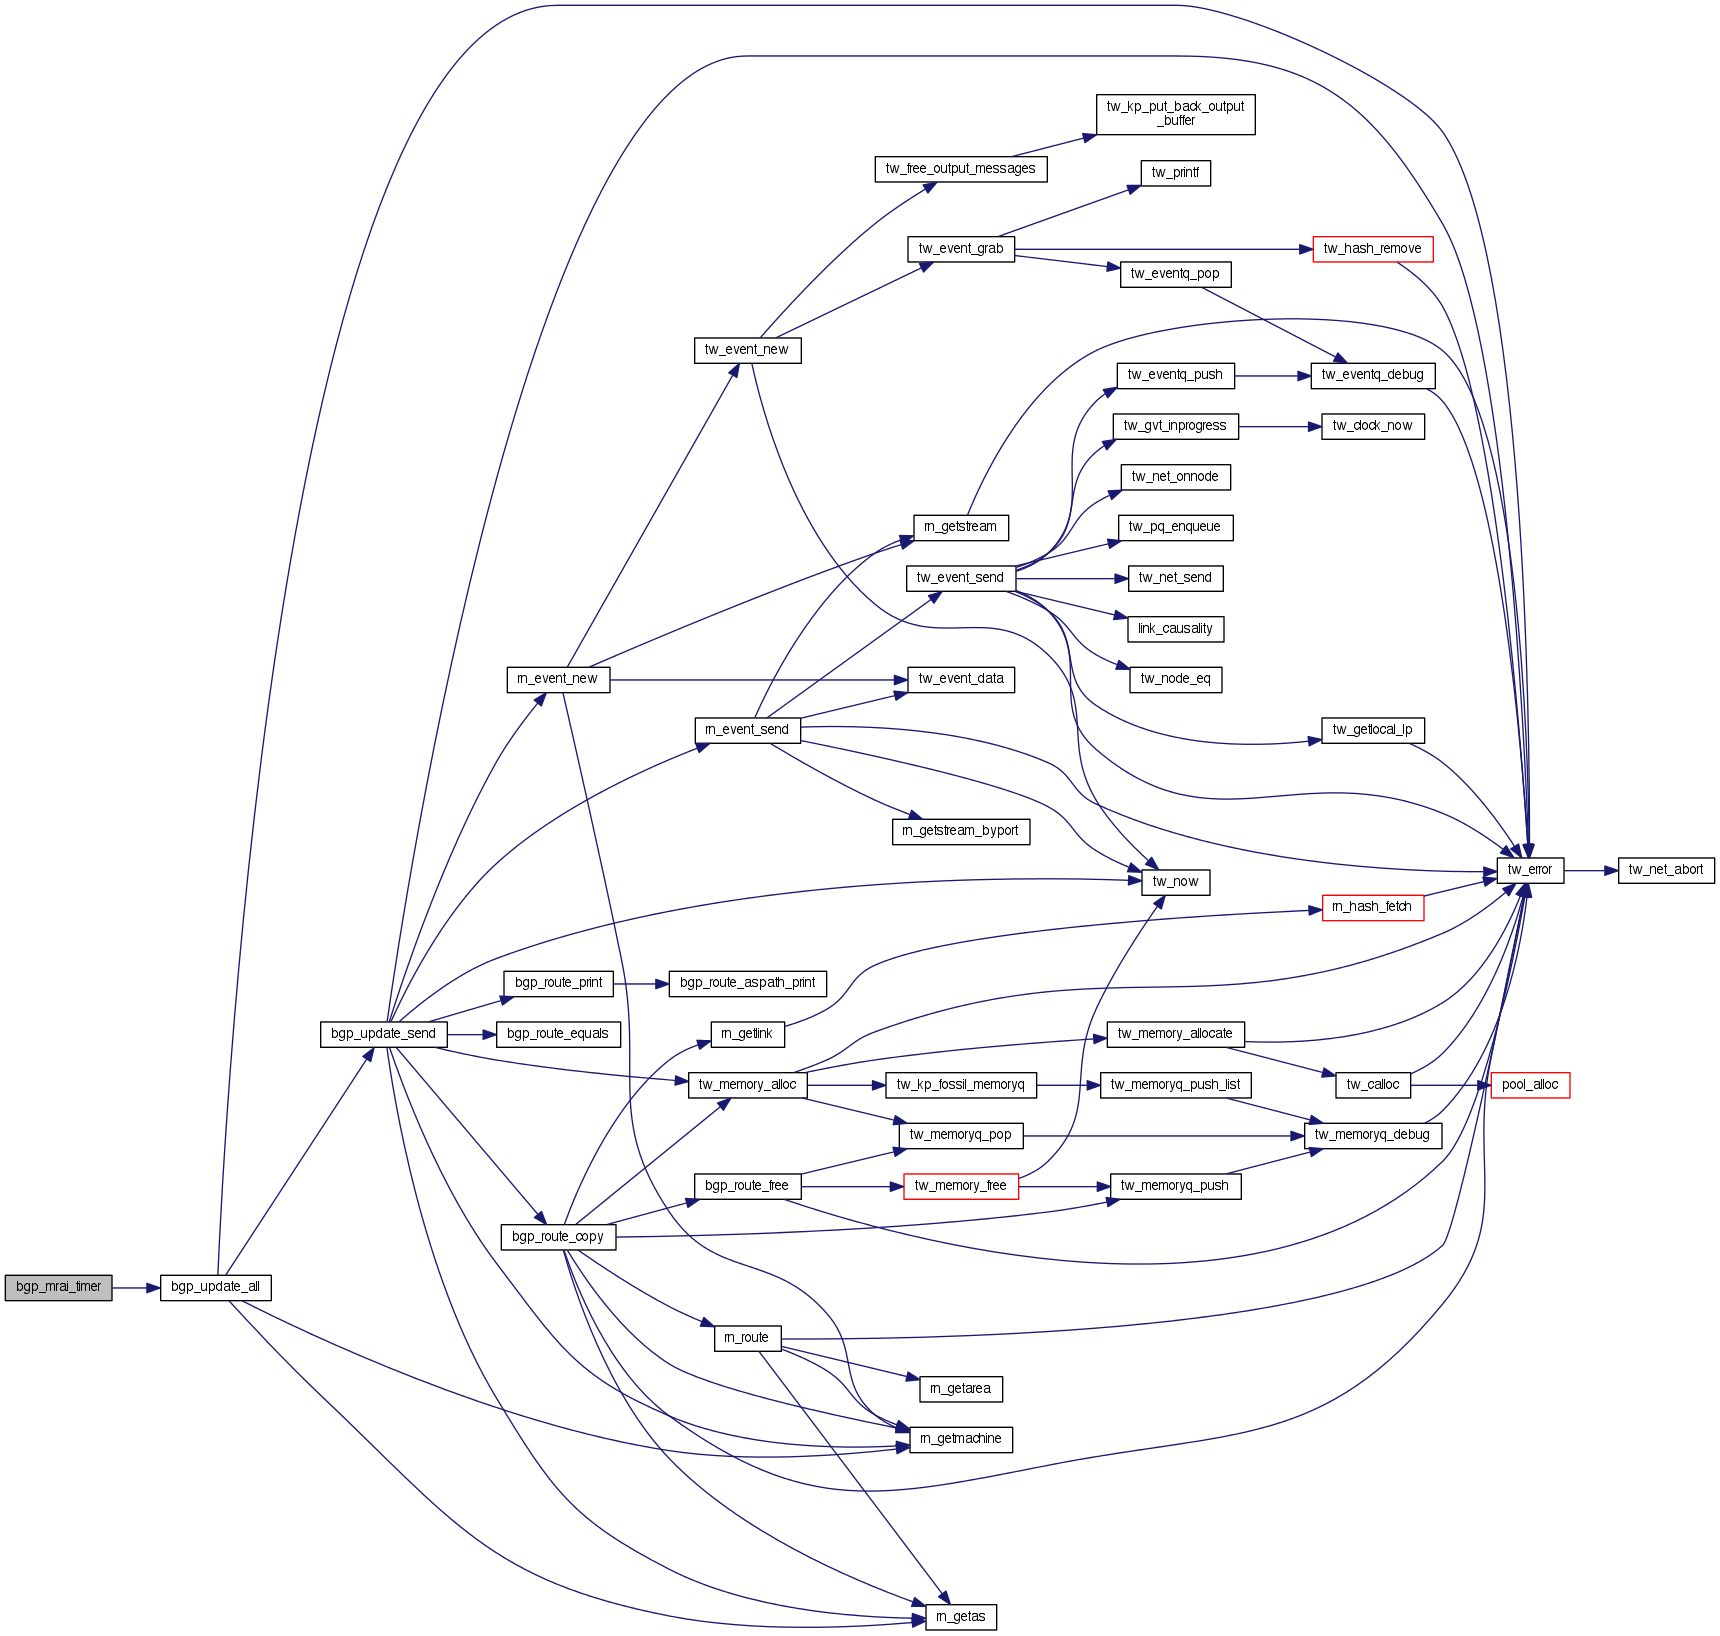 tw_kp_put_back_output
_buffer
tw_free_output_messages
tw_printf
tw_event_grab
tw_hash_remove
tw_eventq_pop
tw_event_new
tw_eventq_push
tw_eventq_debug
tw_gvt_inprogress
tw_clock_now
tw_net_onnode
rn_getstream
tw_pq_enqueue
tw_event_send
tw_net_send
link_causality
rn_event_new
tw_event_data
tw_node_eq
rn_event_send
tw_getlocal_lp
rn_getstream_byport
tw_now
tw_error
tw_net_abort
rn_hash_fetch
bgp_route_print
bgp_route_aspath_print
bgp_update_send
bgp_route_equals
rn_getlink
tw_memory_allocate
tw_memory_alloc
tw_kp_fossil_memoryq
tw_memoryq_push_list
tw_calloc
pool_alloc
tw_memoryq_pop
tw_memoryq_debug
bgp_route_free
tw_memory_free
tw_memoryq_push
bgp_route_copy
bgp_mrai_timer
bgp_update_all
rn_route
rn_getarea
rn_getmachine
rn_getas